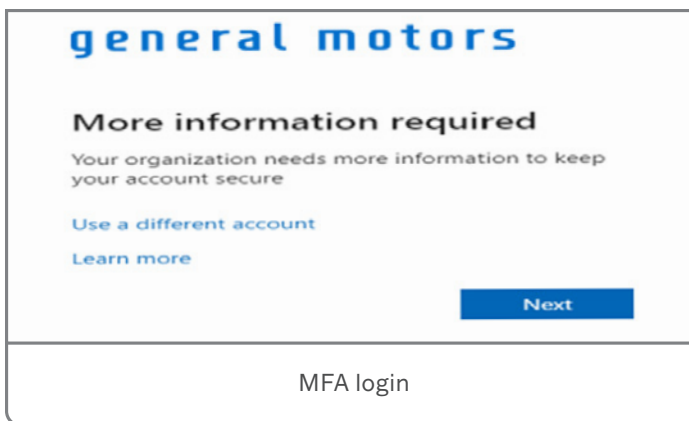 general motors
More information required
Your organization needs more information to keep
your account secure
Use a different account
Learn more
Next
MFA login